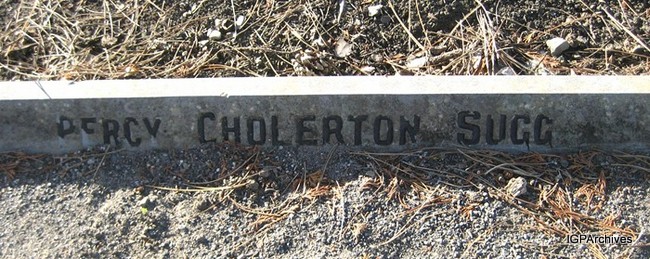 PERCY CHOLERTON SUGG
IGPArchives